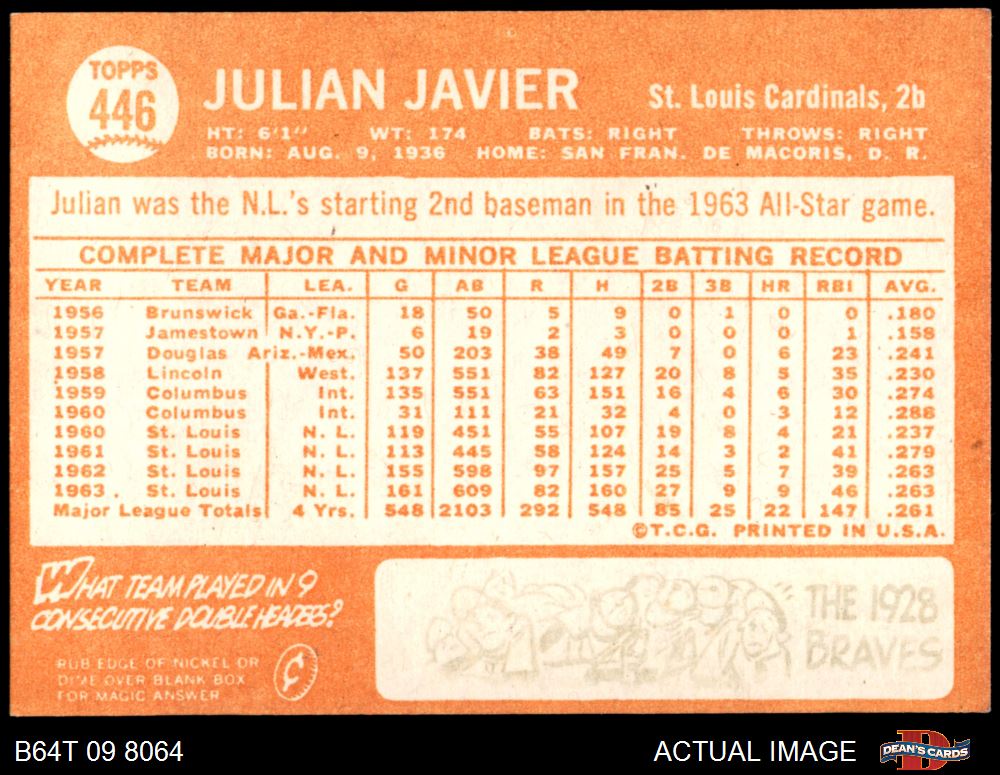 TOPPS
446
JULIAN JAVIER
St. Louis Cardinals, 2b
HT: 6'1" WT: 174 BATS: RIGHT THROWS: RIGHT
BORN: AUG. 9, 1936 HOME: SAN FRAN. DE MACORIS, D. R.
Julian was the N.L.'s starting 2nd baseman in the 1963 All-Star game.
COMPLETE MAJOR AND MINOR LEAGUE BATTING RECORD
YEAR TEAM LEA. G AB R H 2B 3B HR RBI AVG.
1956 Brunswick Ga.-Fla. 18 50 5 9 0 1 0 0 .180
1957 Jamestown N.Y.-P. 6 19 2 3 0 0 0 1 .158
1957 Douglas Ariz.-Mex. 50 203 38 49 7 0 6 23 .241
1958 Lincoln West. 137 551 82 127 20 8 5 35 .230
1959 Columbus Int. 135 551 63 151 16 4 6 30 .274
1960 Columbus Int. 31 111 21 32 4 0 3 12 .288
1960 St. Louis N. L. 119 451 55 107 19 8 4 21 .237
1961 St. Louis N. L. 113 445 58 124 14 3 2 41 .279
1962 St. Louis N. L. 155 598 97 157 25 5 7 39 .263
1963 St. Louis N. L. 161 609 82 160 27 9 9 46 .263
Major League Totals 4 Yrs. 548 2103 292 548 85 25 22 147 .261
©T.C.G. PRINTED IN U.S.A.
WHAT TEAM PLAYED IN 9
CONSECUTIVE DOUBLE HEADERS?
RUB EDGE OF NICKEL OR
DIME OVER BLANK BOX
FOR MAGIC ANSWER
¢
THE 1928
BRAVES
B64T 09 8064
ACTUAL IMAGE
DEAN'S CARDS